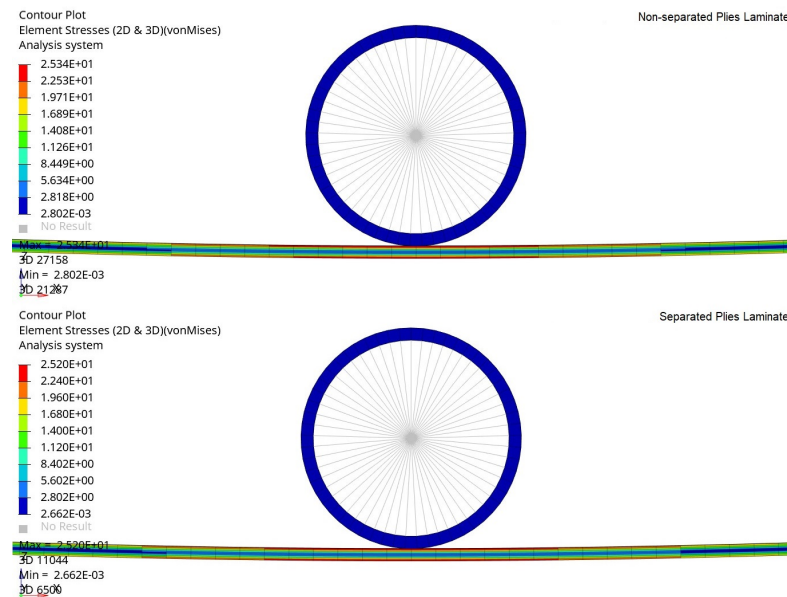 Contour Plot
Element Stresses (2D & 3D)(vonMises)
Analysis system
Non-separated Plies Laminate
2.534E+01
2.253E+01
1.971E+01
1.689E+01
1.408E+01
1.126E+01
8.449E+00
5.634E+00
2.818E+00
2.802E-03
No Result
Max = 2.534E+01
3D 27158
Min = 2.802E-03
3D 21287
X
Contour Plot
Element Stresses (2D & 3D)(vonMises)
Analysis system
Separated Plies Laminate
2.520E+01
2.240E+01
1.960E+01
1.680E+01
1.400E+01
1.120E+01
8.402E+00
5.602E+00
2.802E+00
2.662E-03
No Result
Max = 2.520E+01
Z
3D 11044
Min = 2.662E-03
3D 6500
X